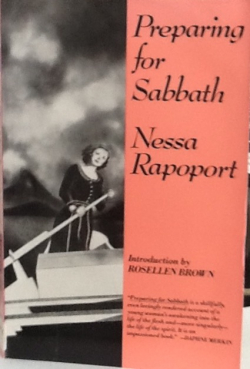 Preparing
for
Sabbath
Nessa
Rapoport
Introduction by
ROSELLEN BROWN
"Preparing for Sabbath is a skillfully,
even lovingly rendered account of a
young woman's awakening into the
life of the flesh and—more singularly—
the life of the spirit. It is an
impassioned book." —DAPHNE MERKIN